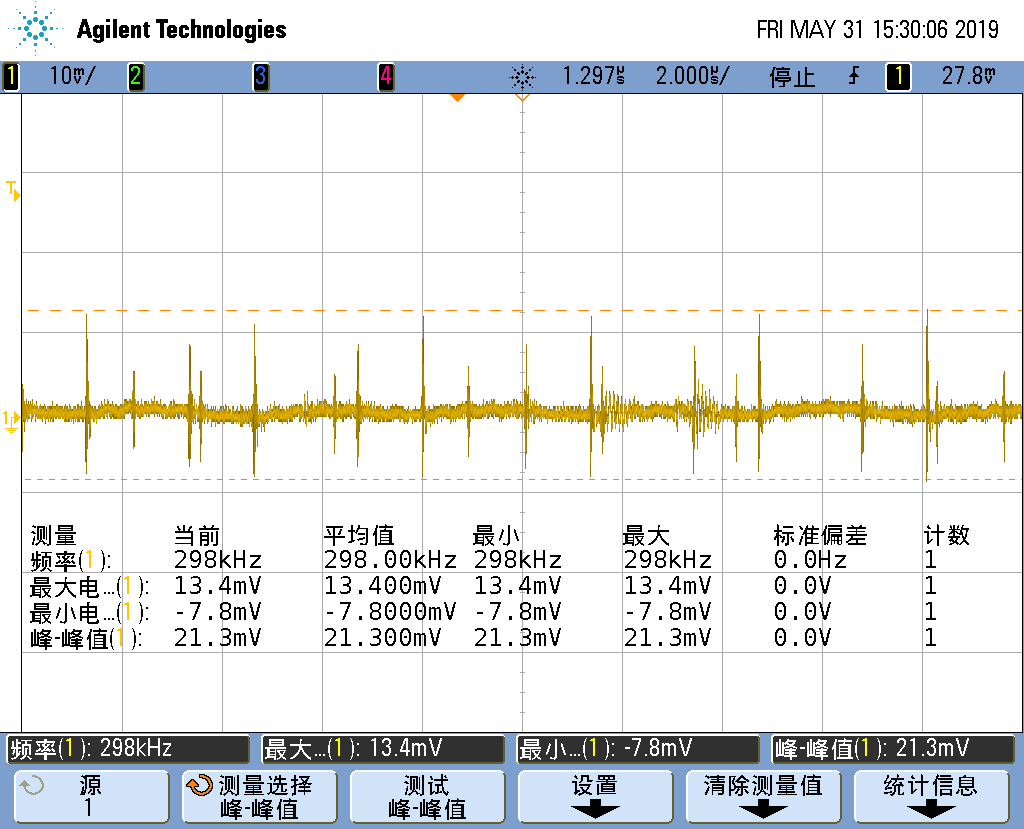 Agilent Technologies FRI MAY 31 15:30:06 2019
1 10mV/ 2 3 4 1.297us 2.000us/ 停止 1 27.8mV
T
1
测量 当前 平均值 最小 最大 标准偏差 计数
频率(1): 298kHz 298.00kHz 298kHz 298kHz 0.0Hz 1
最大电...(1): 13.4mV 13.400mV 13.4mV 13.4mV 0.0V 1
最小电...(1): -7.8mV -7.8000mV -7.8mV -7.8mV 0.0V 1
峰-峰值(1): 21.3mV 21.300mV 21.3mV 21.3mV 0.0V 1
频率(1): 298kHz 最大...(1): 13.4mV 最小...(1): -7.8mV 峰-峰值(1): 21.3mV
源 测量选择 测试 设置 清除测量值 统计信息
1 峰-峰值 峰-峰值